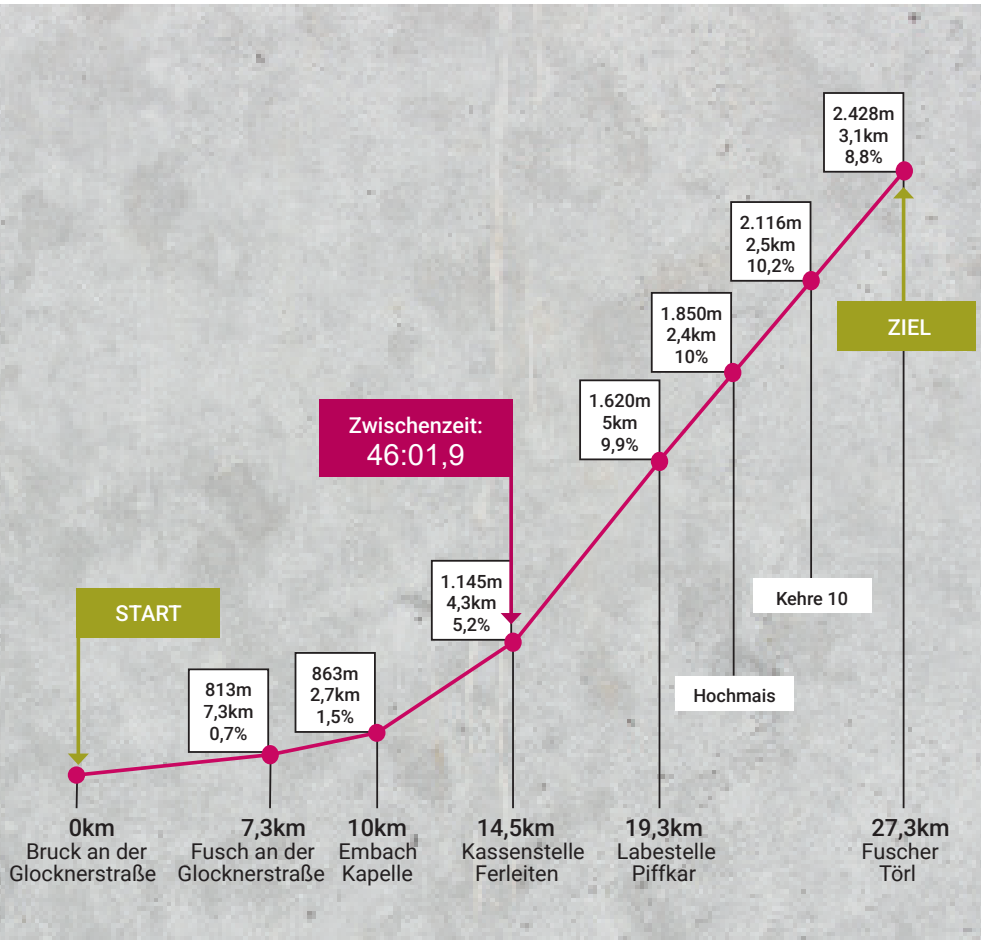 2.428m
3,1km
8,8%
2.116m
2,5km
10,2%
ZIEL
1.850m
2,4km
10%
1.620m
5km
9,9%
Zwischenzeit:
46:01,9
1.145m
4,3km
5,2%
Kehre 10
START
863m
2,7km
1,5%
813m
7,3km
0,7%
Hochmais
0km
Bruck an der
Glocknerstraße
7,3km
Fusch an der
Glocknerstraße
10km
Embach
Kapelle
14,5km
Kassenstelle
Ferleiten
19,3km
Labestelle
Piffkar
27,3km
Fuscher
Törl